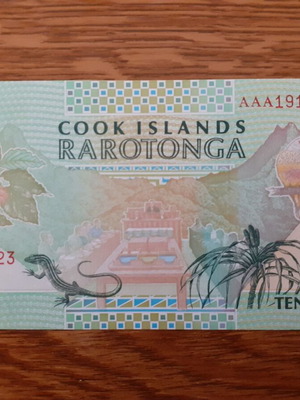 AAA191
COOK ISLANDS
RAROTONGA
23
TEN